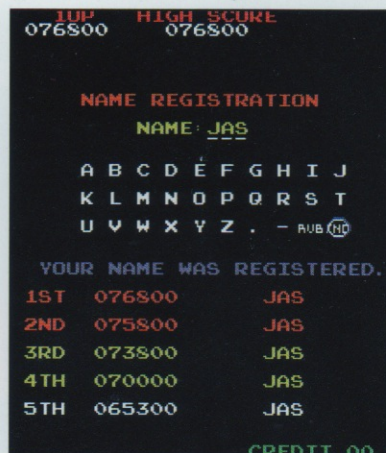 1UP HIGH SCORE
076800 076800
NAME REGISTRATION
NAME: JAS
A B C D E F G H I J
K L M N O P Q R S T
U V W X Y Z . - RUB END
YOUR NAME WAS REGISTERED.
1ST 076800 JAS
2ND 075800 JAS
3RD 073800 JAS
4TH 070000 JAS
5TH 065300 JAS
CREDIT 00